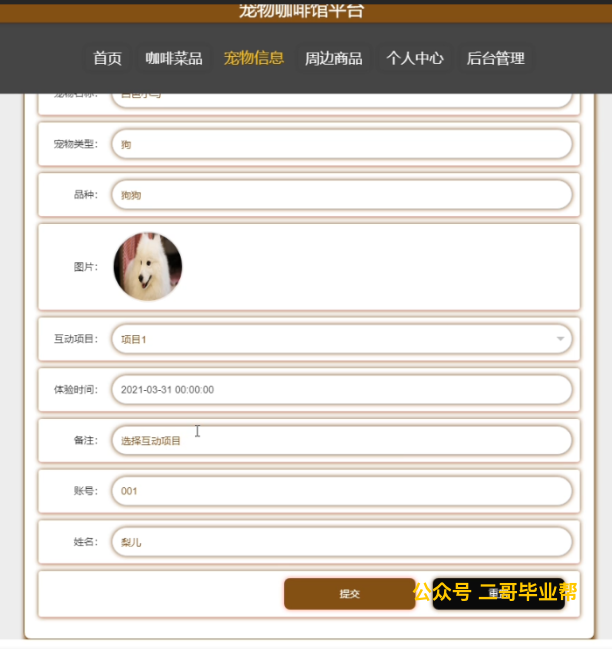 宠物咖啡馆平台
首页 咖啡菜品 宠物信息 周边商品 个人中心 后台管理
宠物名称:
宠物类型: 狗
品种: 狗狗
图片:
互动项目: 项目1
体验时间: 2021-03-31 00:00:00
备注: 选择互动项目
账号: 001
姓名: 梨儿
提交
公众号 二哥毕业帮